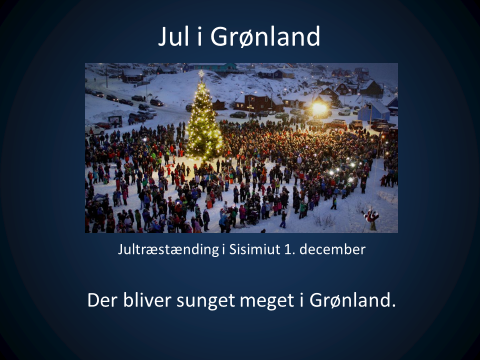 Jul i Grønland
Jultræstænding i Sisimiut 1. december
Der bliver sunget meget i Grønland.